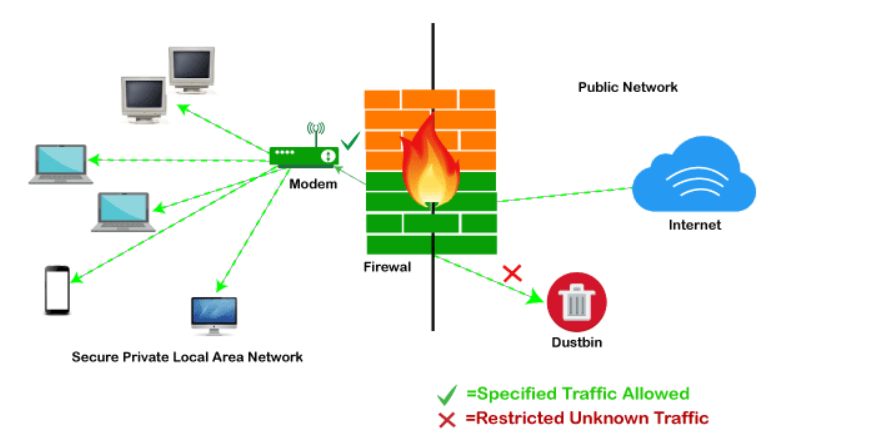 Public Network
Modem
Internet
Firewal
Dustbin
Secure Private Local Area Network
=Specified Traffic Allowed
=Restricted Unknown Traffic